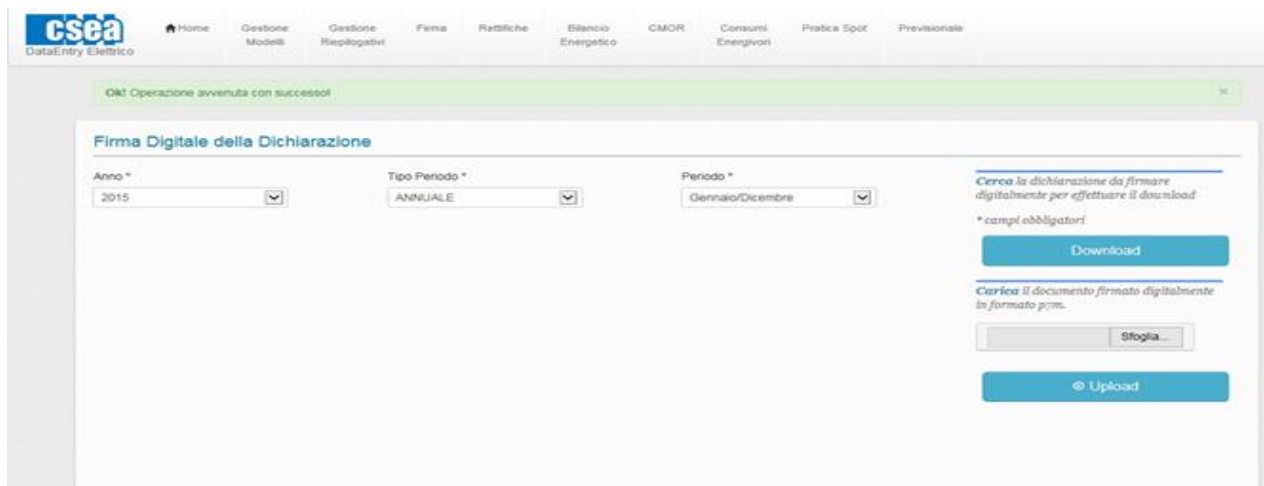 csea
DataEntry Elettrico
Home
Gestione Modelli
Gestione Riepilogativi
Firma
Rettifiche
Bilancio Energetico
CMOR
Consumi Energivori
Pratica Spot
Previsionale
Ok! Operazione avvenuta con successo!
×
Firma Digitale della Dichiarazione
Anno *
Tipo Periodo *
Periodo *
2015
ANNUALE
Gennaio/Dicembre
Cerca la dichiarazione da firmare
digitalmente per effettuare il download
* campi obbligatori
Download
Carica il documento firmato digitalmente
in formato p7m.
Sfoglia...
Upload